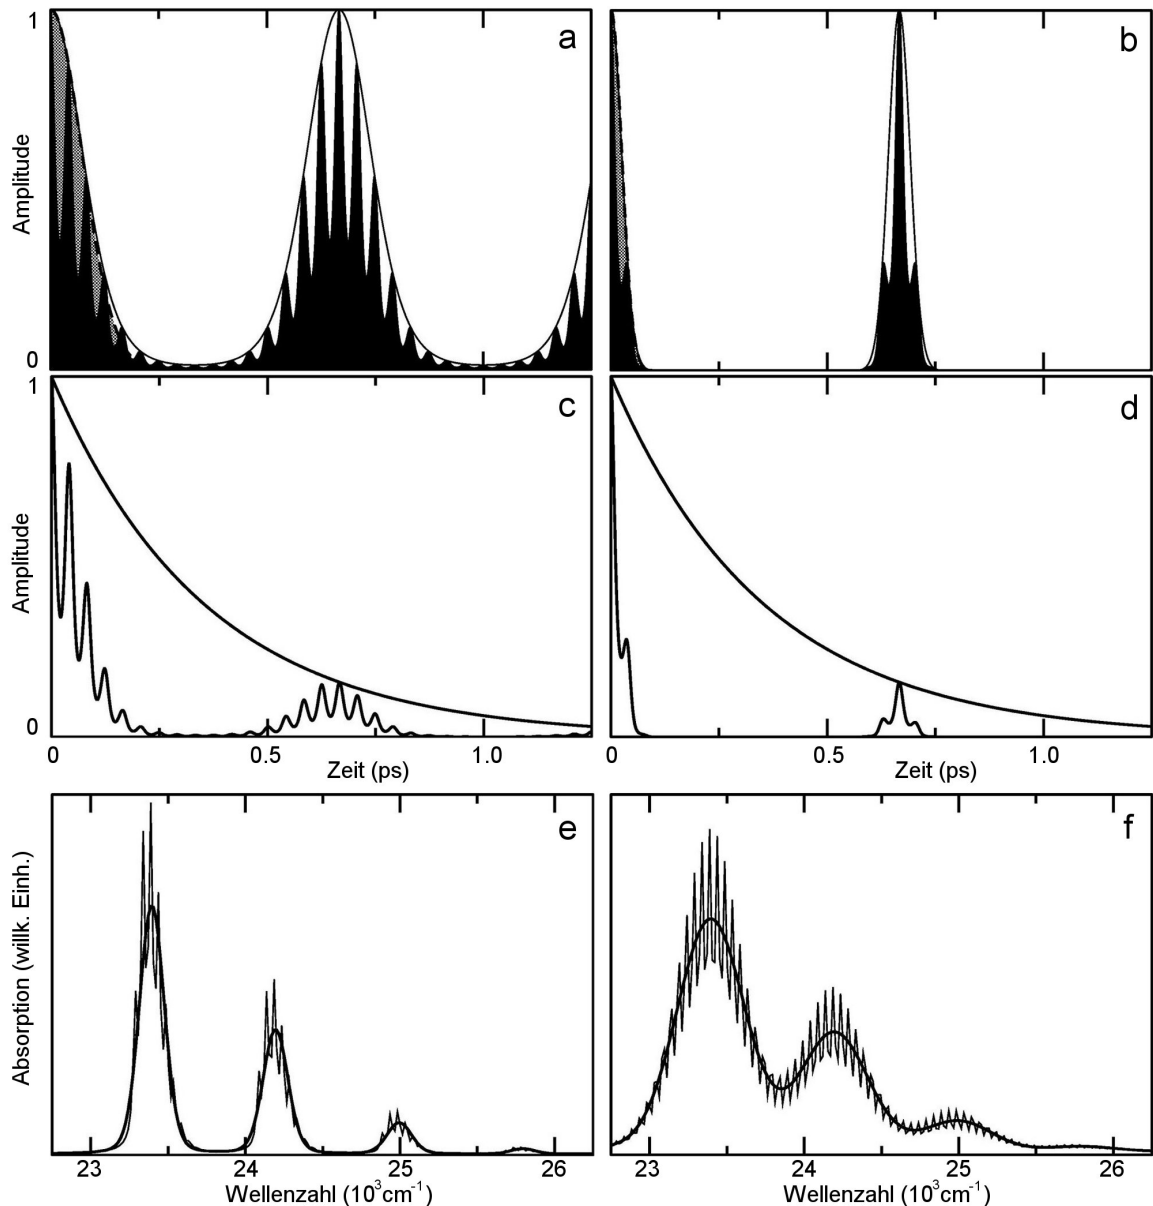 1
a
b
Amplitude
0
1
c
d
Amplitude
0
0
0.5
1.0
0
0.5
1.0
Zeit (ps)
Zeit (ps)
e
f
Absorption (willk. Einh.)
23
24
25
26
23
24
25
26
Wellenzahl (10³cm⁻¹)
Wellenzahl (10³cm⁻¹)